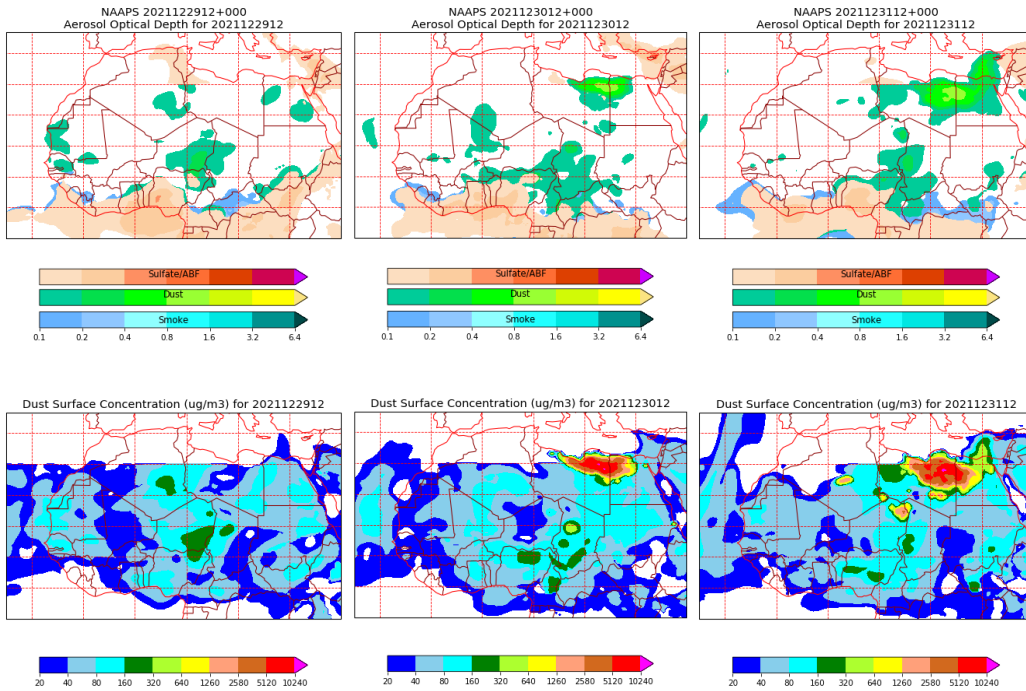 NAAPS 2021122912+000
Aerosol Optical Depth for 2021122912
NAAPS 2021123012+000
Aerosol Optical Depth for 2021123012
NAAPS 2021123112+000
Aerosol Optical Depth for 2021123112
Sulfate/ABF
Dust
Smoke
0.1 0.2 0.4 0.8 1.6 3.2 6.4
Sulfate/ABF
Dust
Smoke
0.1 0.2 0.4 0.8 1.6 3.2 6.4
Sulfate/ABF
Dust
Smoke
0.1 0.2 0.4 0.8 1.6 3.2 6.4
Dust Surface Concentration (ug/m3) for 2021122912
Dust Surface Concentration (ug/m3) for 2021123012
Dust Surface Concentration (ug/m3) for 2021123112
20 40 80 160 320 640 1260 2580 5120 10240
20 40 80 160 320 640 1260 2580 5120 10240
20 40 80 160 320 640 1260 2580 5120 10240